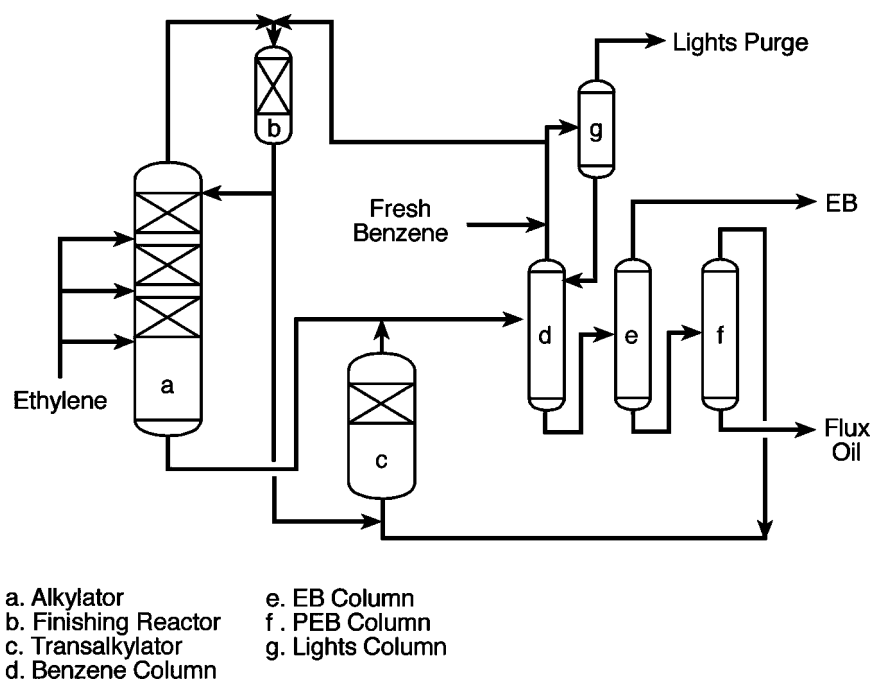 Lights Purge
b
g
Fresh
Benzene
EB
Ethylene
a
c
d
e
f
Flux
Oil
a. Alkylator
b. Finishing Reactor
c. Transalkylator
d. Benzene Column
e. EB Column
f . PEB Column
g. Lights Column